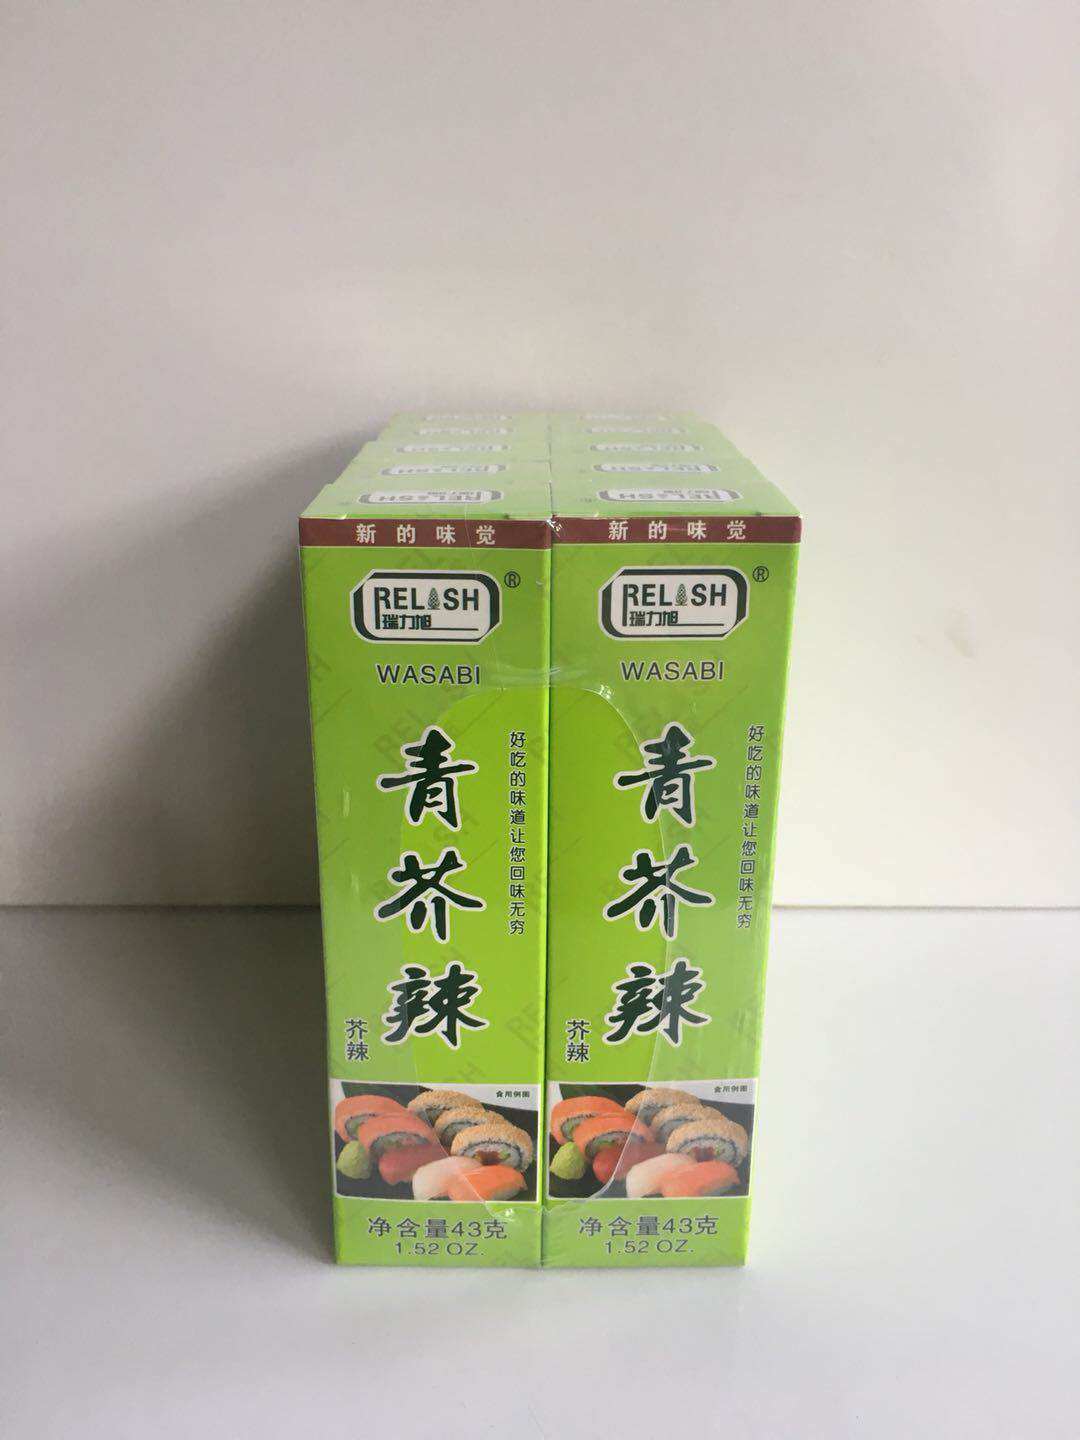 RELISH
RELISH
新的味觉
RELISH®
瑞力旭
WASABI
青芥辣
好吃的味道让您回味无穷
芥辣
食用例图
净含量43克
1.52 OZ.
新的味觉
RELISH®
瑞力旭
WASABI
青芥辣
好吃的味道让您回味无穷
芥辣
食用例图
净含量43克
1.52 OZ.